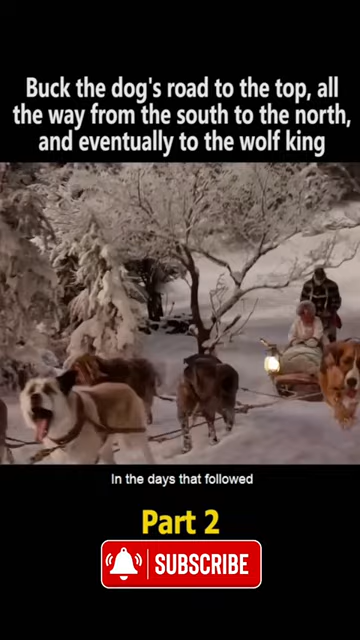 Buck the dog's road to the top, all
the way from the south to the north,
and eventually to the wolf king
In the days that followed
Part 2
SUBSCRIBE